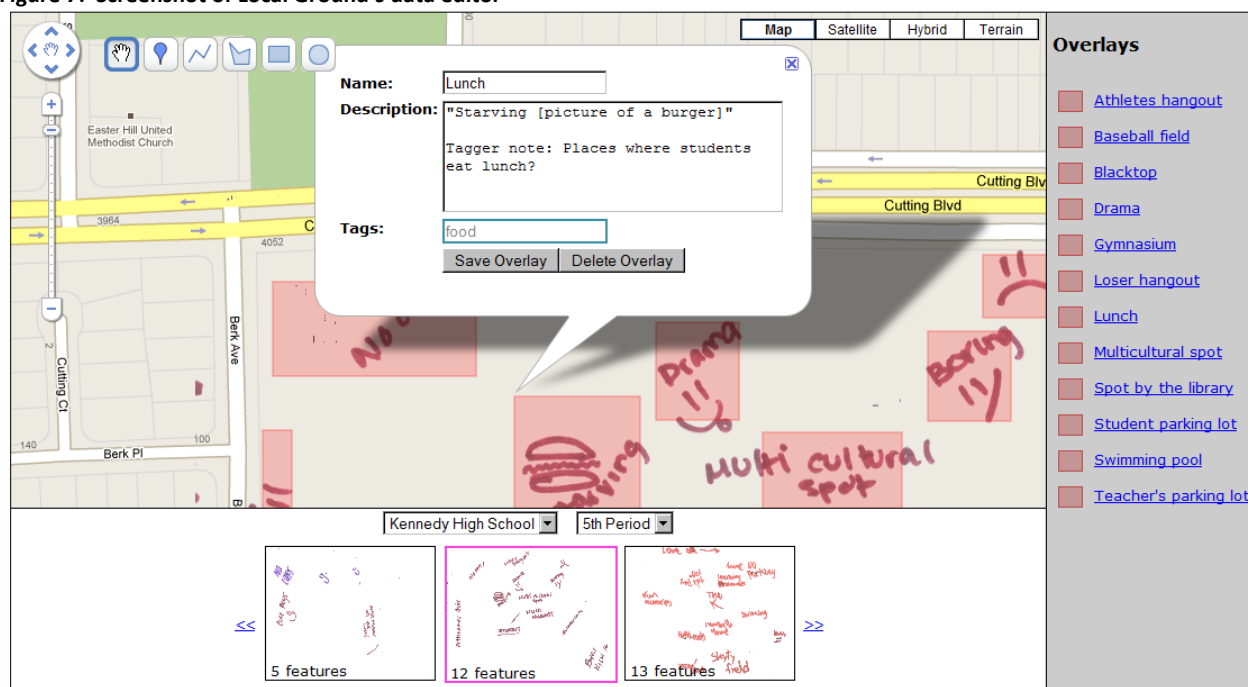 Figure 7: Screenshot of Local Ground's data editor
Map Satellite Hybrid Terrain
Name: Lunch
Description: "Starving [picture of a burger]"
Tagger note: Places where students
eat lunch?
Tags: food
Save Overlay Delete Overlay
Easter Hill United
Methodist Church
Cutting Blv
Cutting Blvd
3964
4052
C
Berk Ave
Cutting Ct
2
140
100
Berk Pl
B
No
Drama
Boring
Multi cultural
spot
Overlays
Athletes hangout
Baseball field
Blacktop
Drama
Gymnasium
Loser hangout
Lunch
Multicultural spot
Spot by the library
Student parking lot
Swimming pool
Teacher's parking lot
Kennedy High School 5th Period
<<
5 features
12 features
13 features
>>